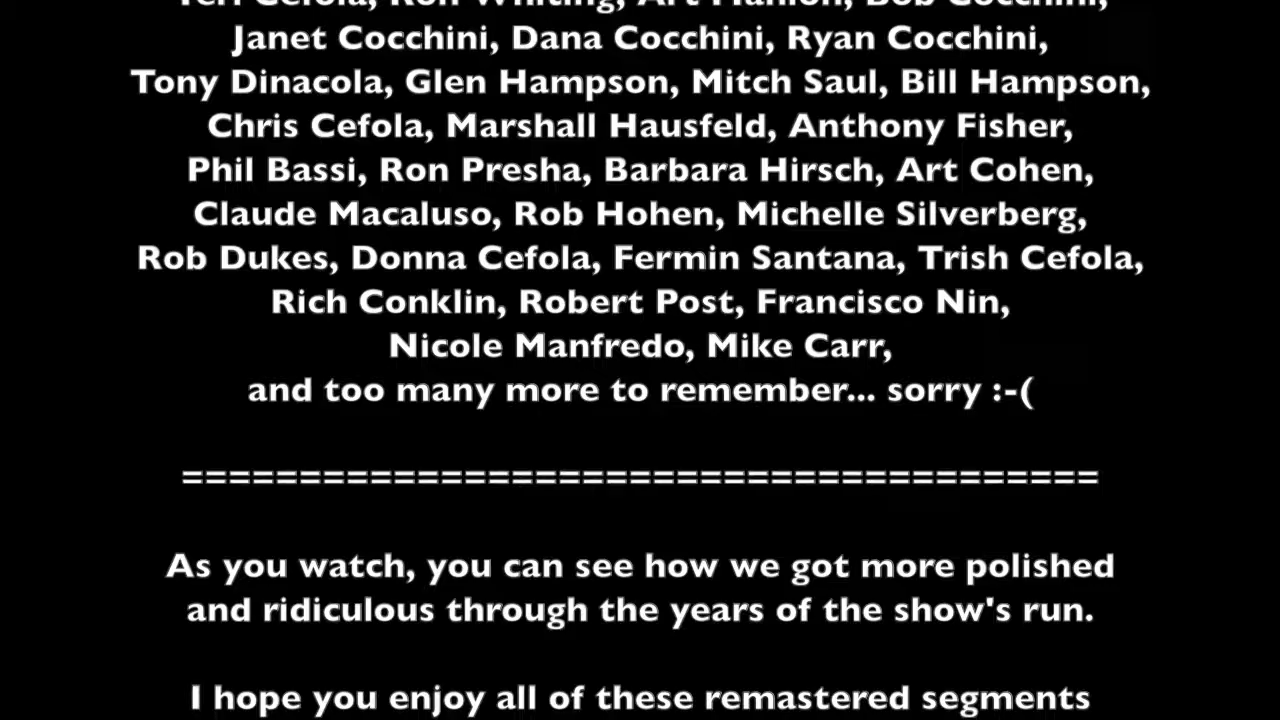 Teri Cefola, Ron Whiting, Art Hanlon, Bob Cocchini,
Janet Cocchini, Dana Cocchini, Ryan Cocchini,
Tony Dinacola, Glen Hampson, Mitch Saul, Bill Hampson,
Chris Cefola, Marshall Hausfeld, Anthony Fisher,
Phil Bassi, Ron Presha, Barbara Hirsch, Art Cohen,
Claude Macaluso, Rob Hohen, Michelle Silverberg,
Rob Dukes, Donna Cefola, Fermin Santana, Trish Cefola,
Rich Conklin, Robert Post, Francisco Nin,
Nicole Manfredo, Mike Carr,
and too many more to remember... sorry :-(
=======================================
As you watch, you can see how we got more polished
and ridiculous through the years of the show's run.
I hope you enjoy all of these remastered segments